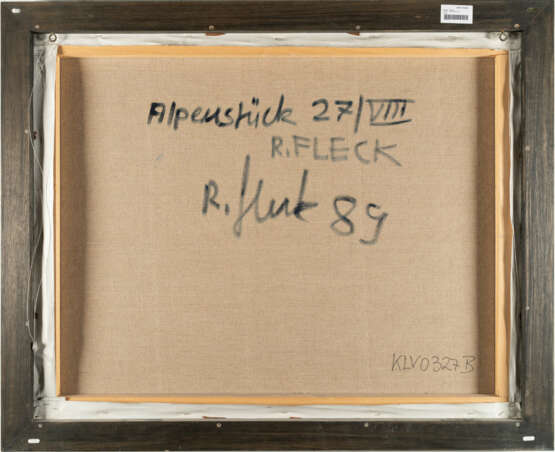 Alpenstück 27/VIII
R.FLECK
R. Fleck 89
KLV0327B